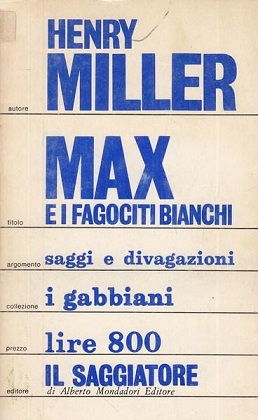 HENRY
autore MILLER
MAX
titolo E I FAGOCITI BIANCHI
argomento saggi e divagazioni
collezione i gabbiani
prezzo lire 800
IL SAGGIATORE
editore di Alberto Mondadori Editore